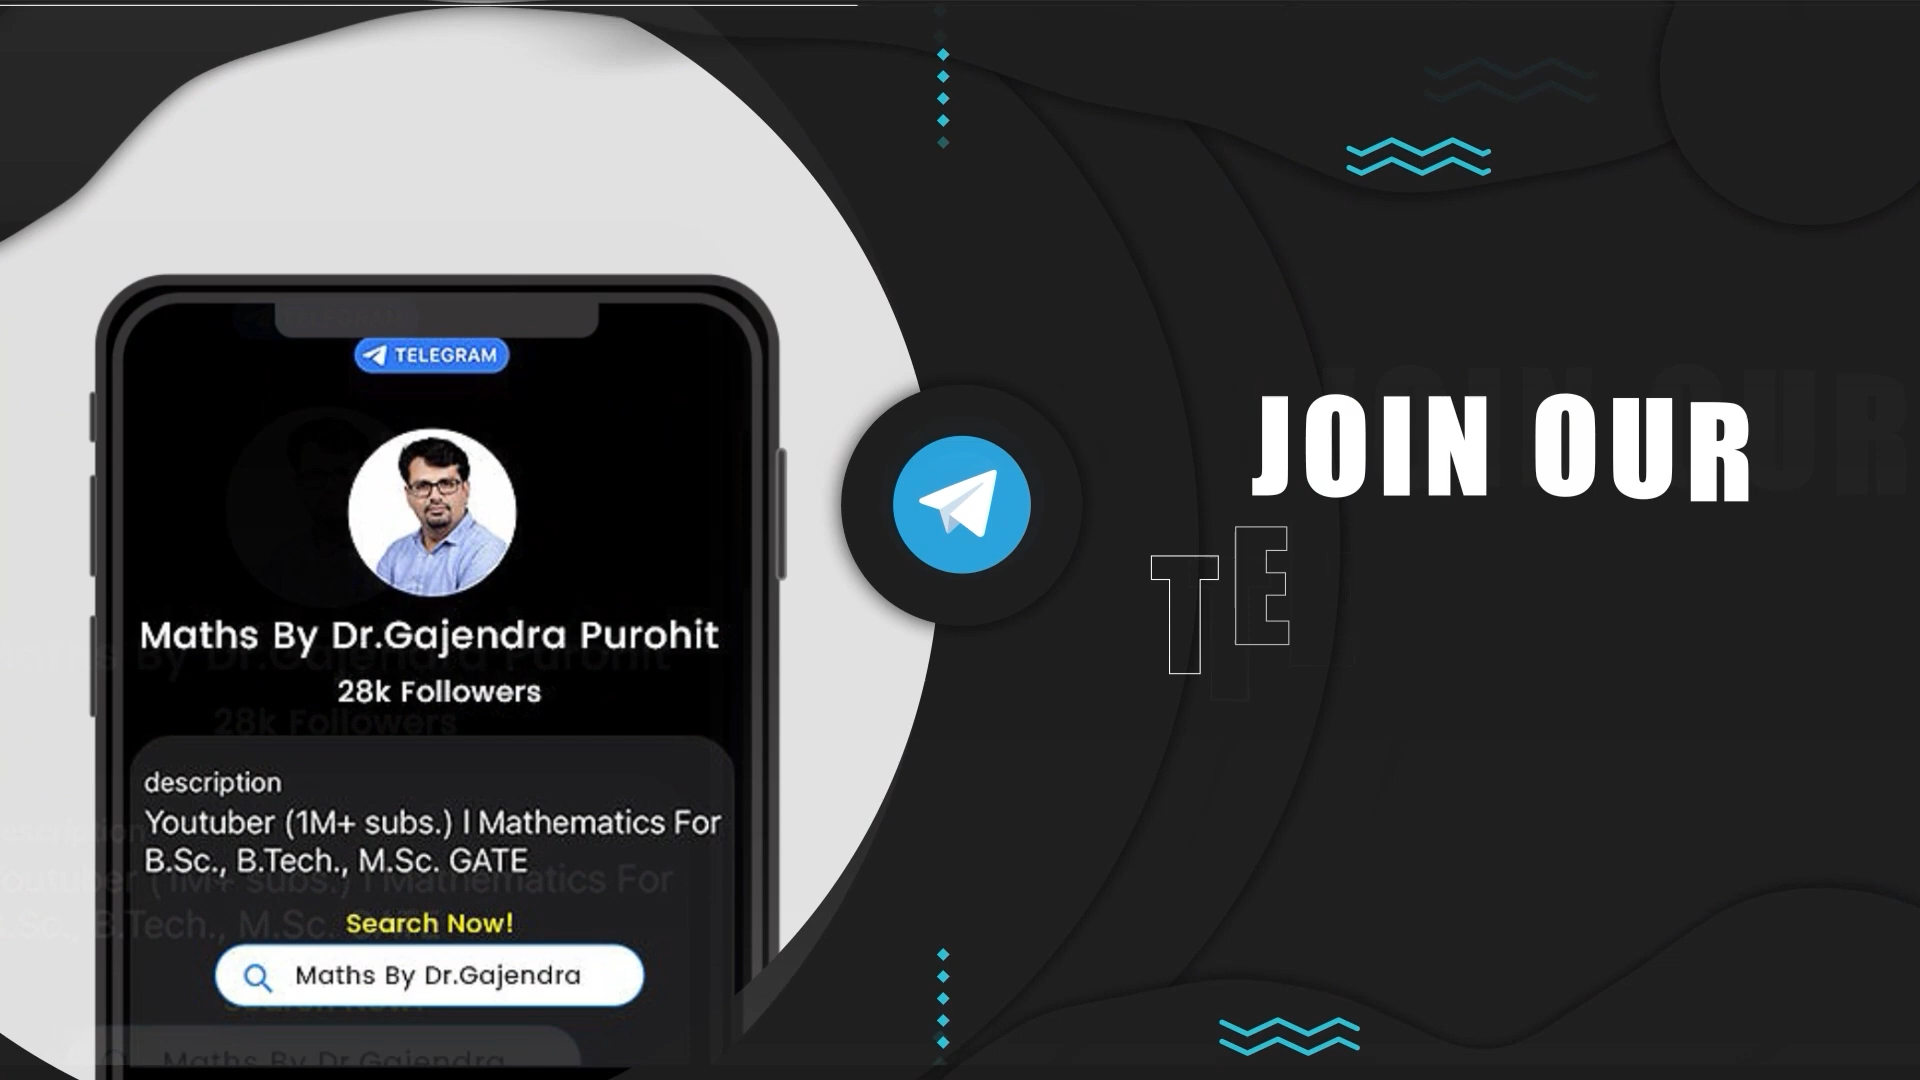 TELEGRAM
Maths By Dr.Gajendra Purohit
28k Followers
description
Youtuber (1M+ subs.) | Mathematics For
B.Sc., B.Tech., M.Sc. GATE
Search Now!
Maths By Dr.Gajendra
JOIN OUR
TE